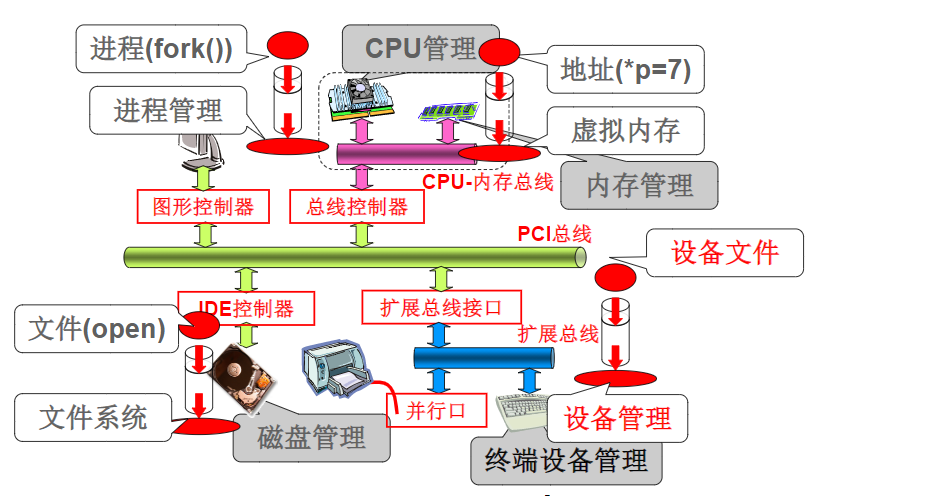 进程(fork())
CPU管理
地址(*p=7)
进程管理
虚拟内存
CPU-内存总线
内存管理
图形控制器
总线控制器
PCI总线
设备文件
IDE控制器
扩展总线接口
文件(open)
扩展总线
文件系统
并行口
设备管理
磁盘管理
终端设备管理